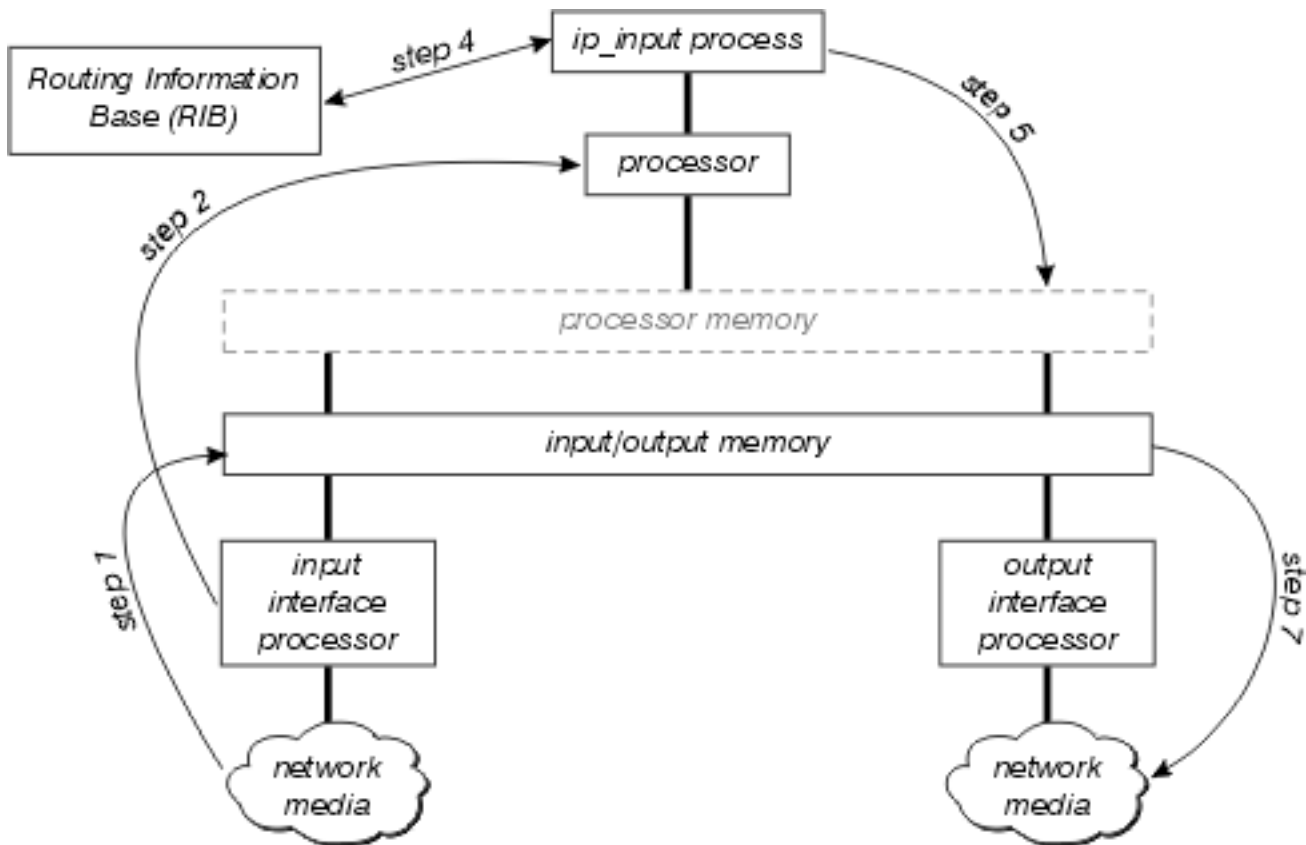 ip_input process
step 4
Routing Information
Base (RIB)
step 5
processor
step 2
processor memory
input/output memory
step 1
input
interface
processor
output
interface
processor
step 7
network
media
network
media